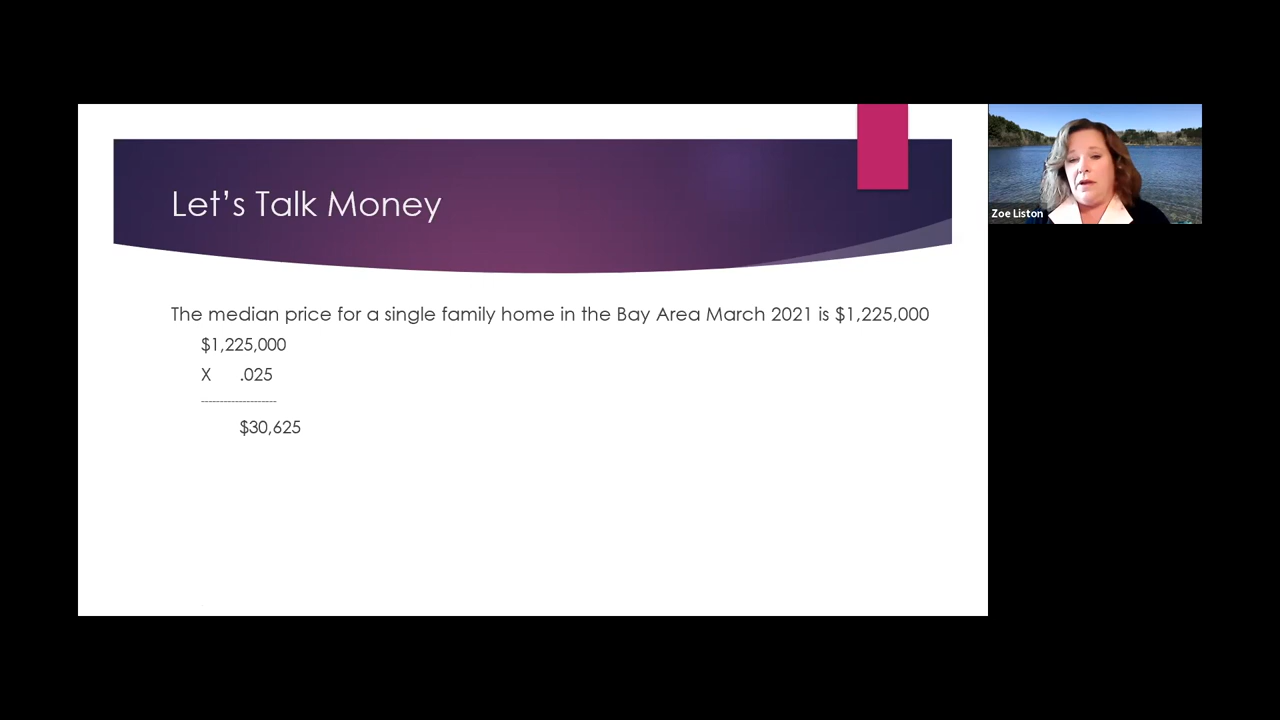 Let's Talk Money
The median price for a single family home in the Bay Area March 2021 is $1,225,000
$1,225,000
X .025
--------------------
$30,625
Zoe Liston